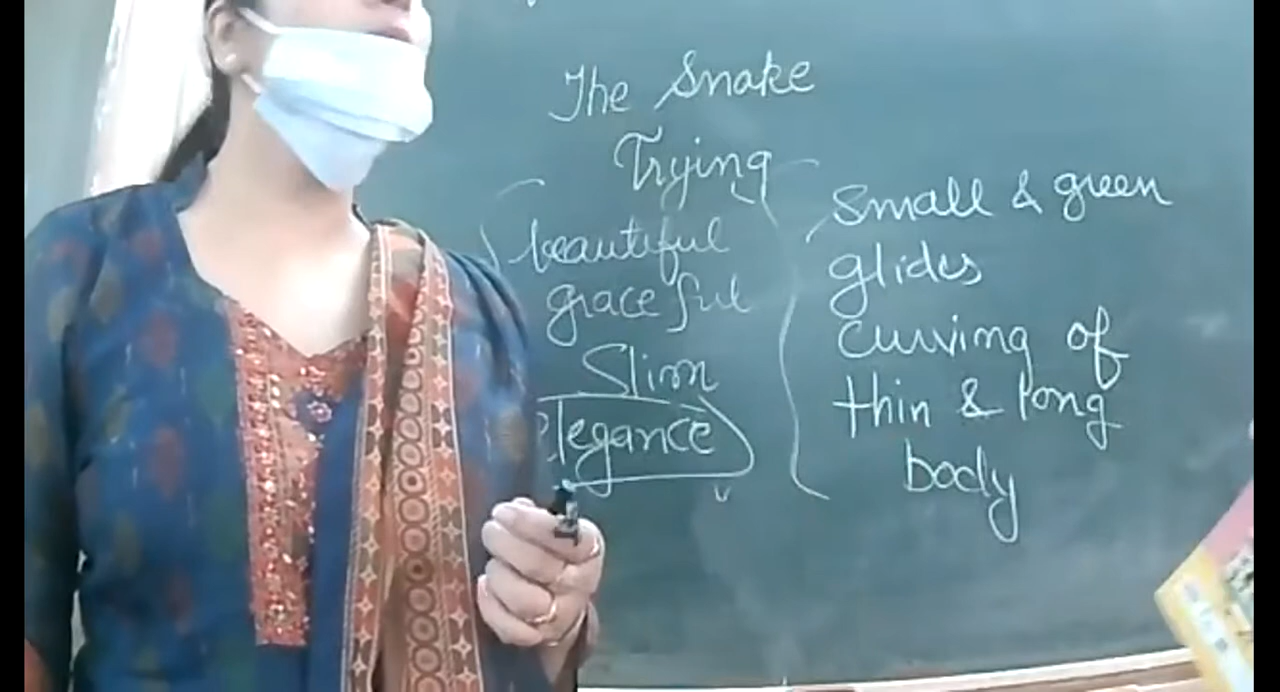 The Snake
Trying
beautiful
graceful
Slim
elegance
Small & green
glides
curving of
thin & long
body